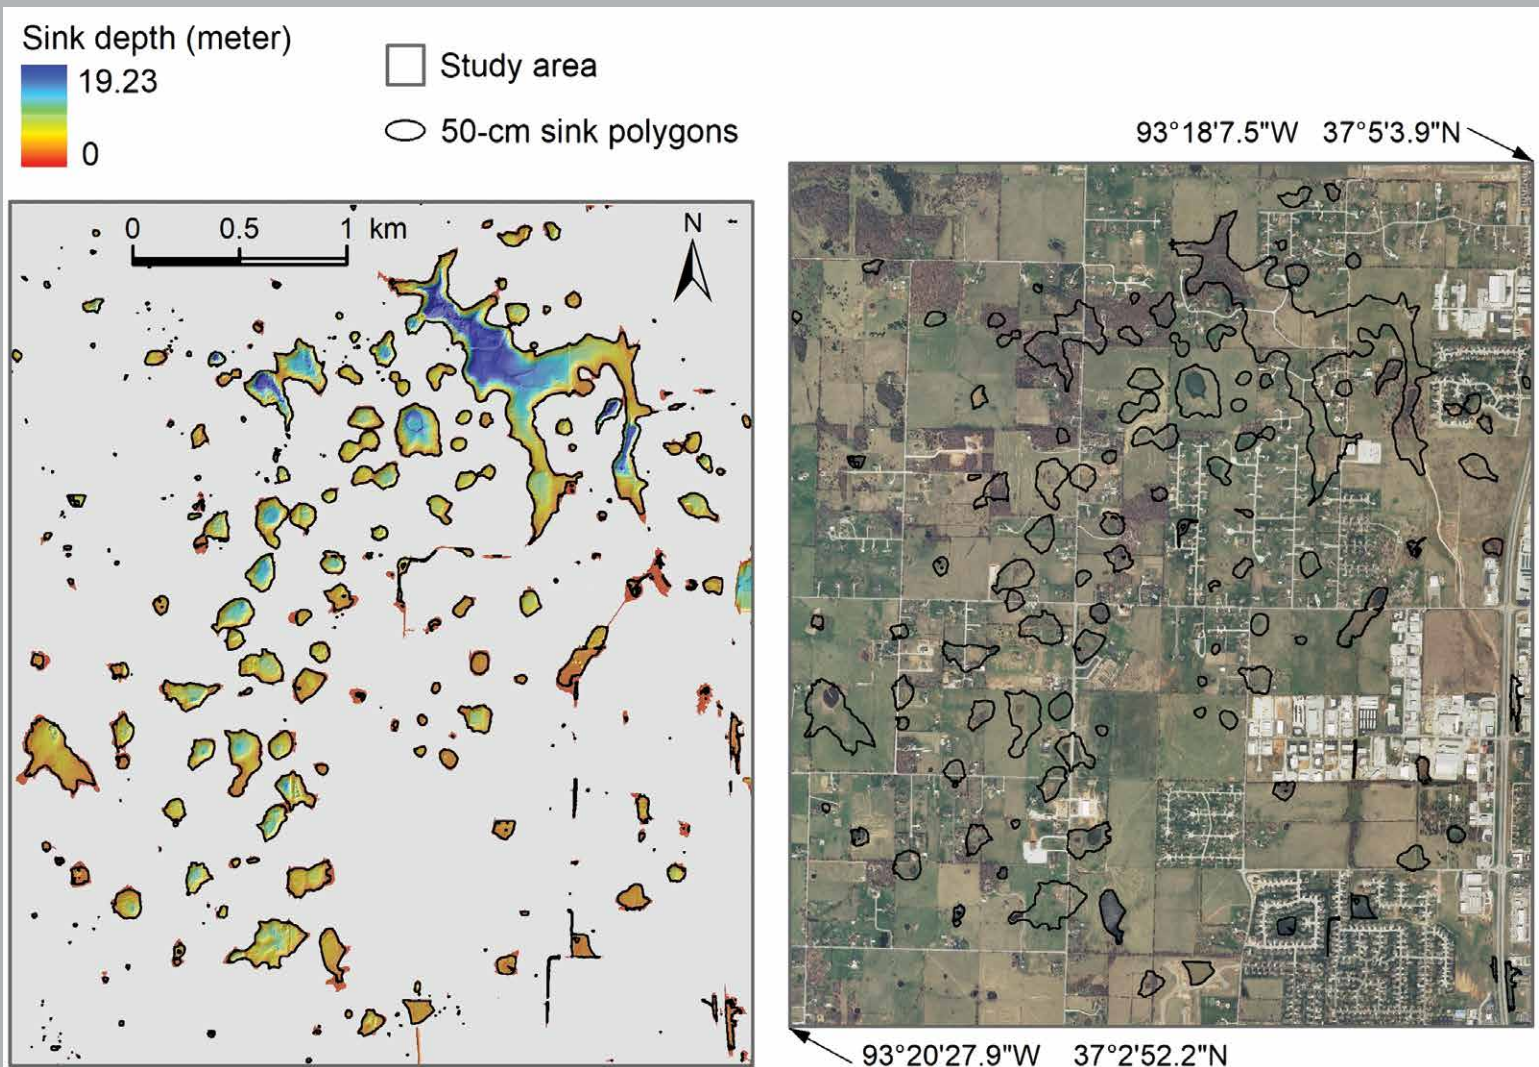 Sink depth (meter)
19.23
0
Study area
50-cm sink polygons
93°18'7.5"W 37°5'3.9"N
0 0.5 1 km
N
93°20'27.9"W 37°2'52.2"N